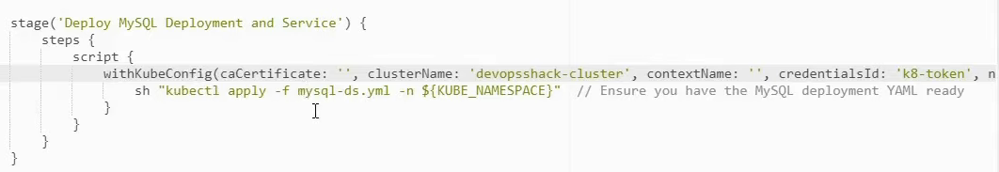 stage('Deploy MySQL Deployment and Service') {
    steps {
        script {
            withKubeConfig(caCertificate: '', clusterName: 'devopsshack-cluster', contextName: '', credentialsId: 'k8-token', n
                sh "kubectl apply -f mysql-ds.yml -n ${KUBE_NAMESPACE}"  // Ensure you have the MySQL deployment YAML ready
            }
        }
    }
}